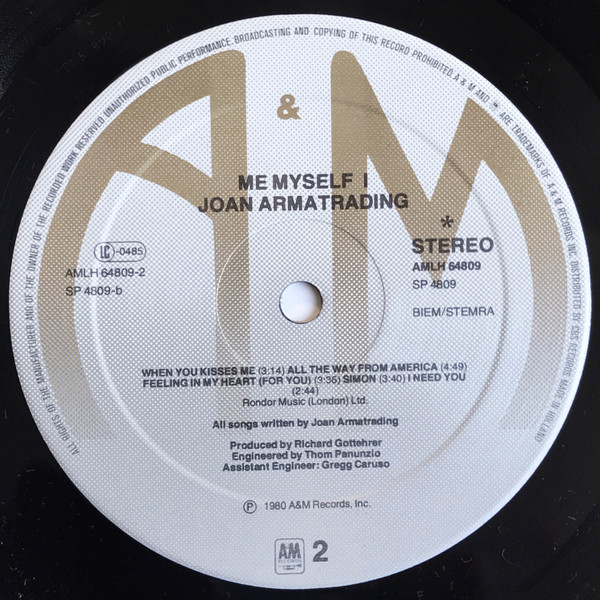 ALL RIGHTS OF THE MANUFACTURER AND OF THE OWNER OF THE RECORDED WORK RESERVED. UNAUTHORIZED PUBLIC PERFORMANCE, BROADCASTING AND COPYING OF THIS RECORD PROHIBITED. A & M AND ARE TRADEMARKS OF A & M RECORDS INC. DISTRIBUTED BY CBS RECORDS. MADE IN HOLLAND
A & M
ME MYSELF I
JOAN ARMATRADING
LC -0485
AMLH 64809-2
SP 4809-b
*
STEREO
AMLH 64809
SP 4809
BIEM/STEMRA
WHEN YOU KISSES ME (3:14) ALL THE WAY FROM AMERICA (4:49)
FEELING IN MY HEART (FOR YOU) (3:35) SIMON (3:40) I NEED YOU
(2:44)
Rondor Music (London) Ltd.
All songs written by Joan Armatrading
Produced by Richard Gottehrer
Engineered by Thom Panunzio
Assistant Engineer: Gregg Caruso
℗ 1980 A&M Records, Inc.
AM
RECORDS
2